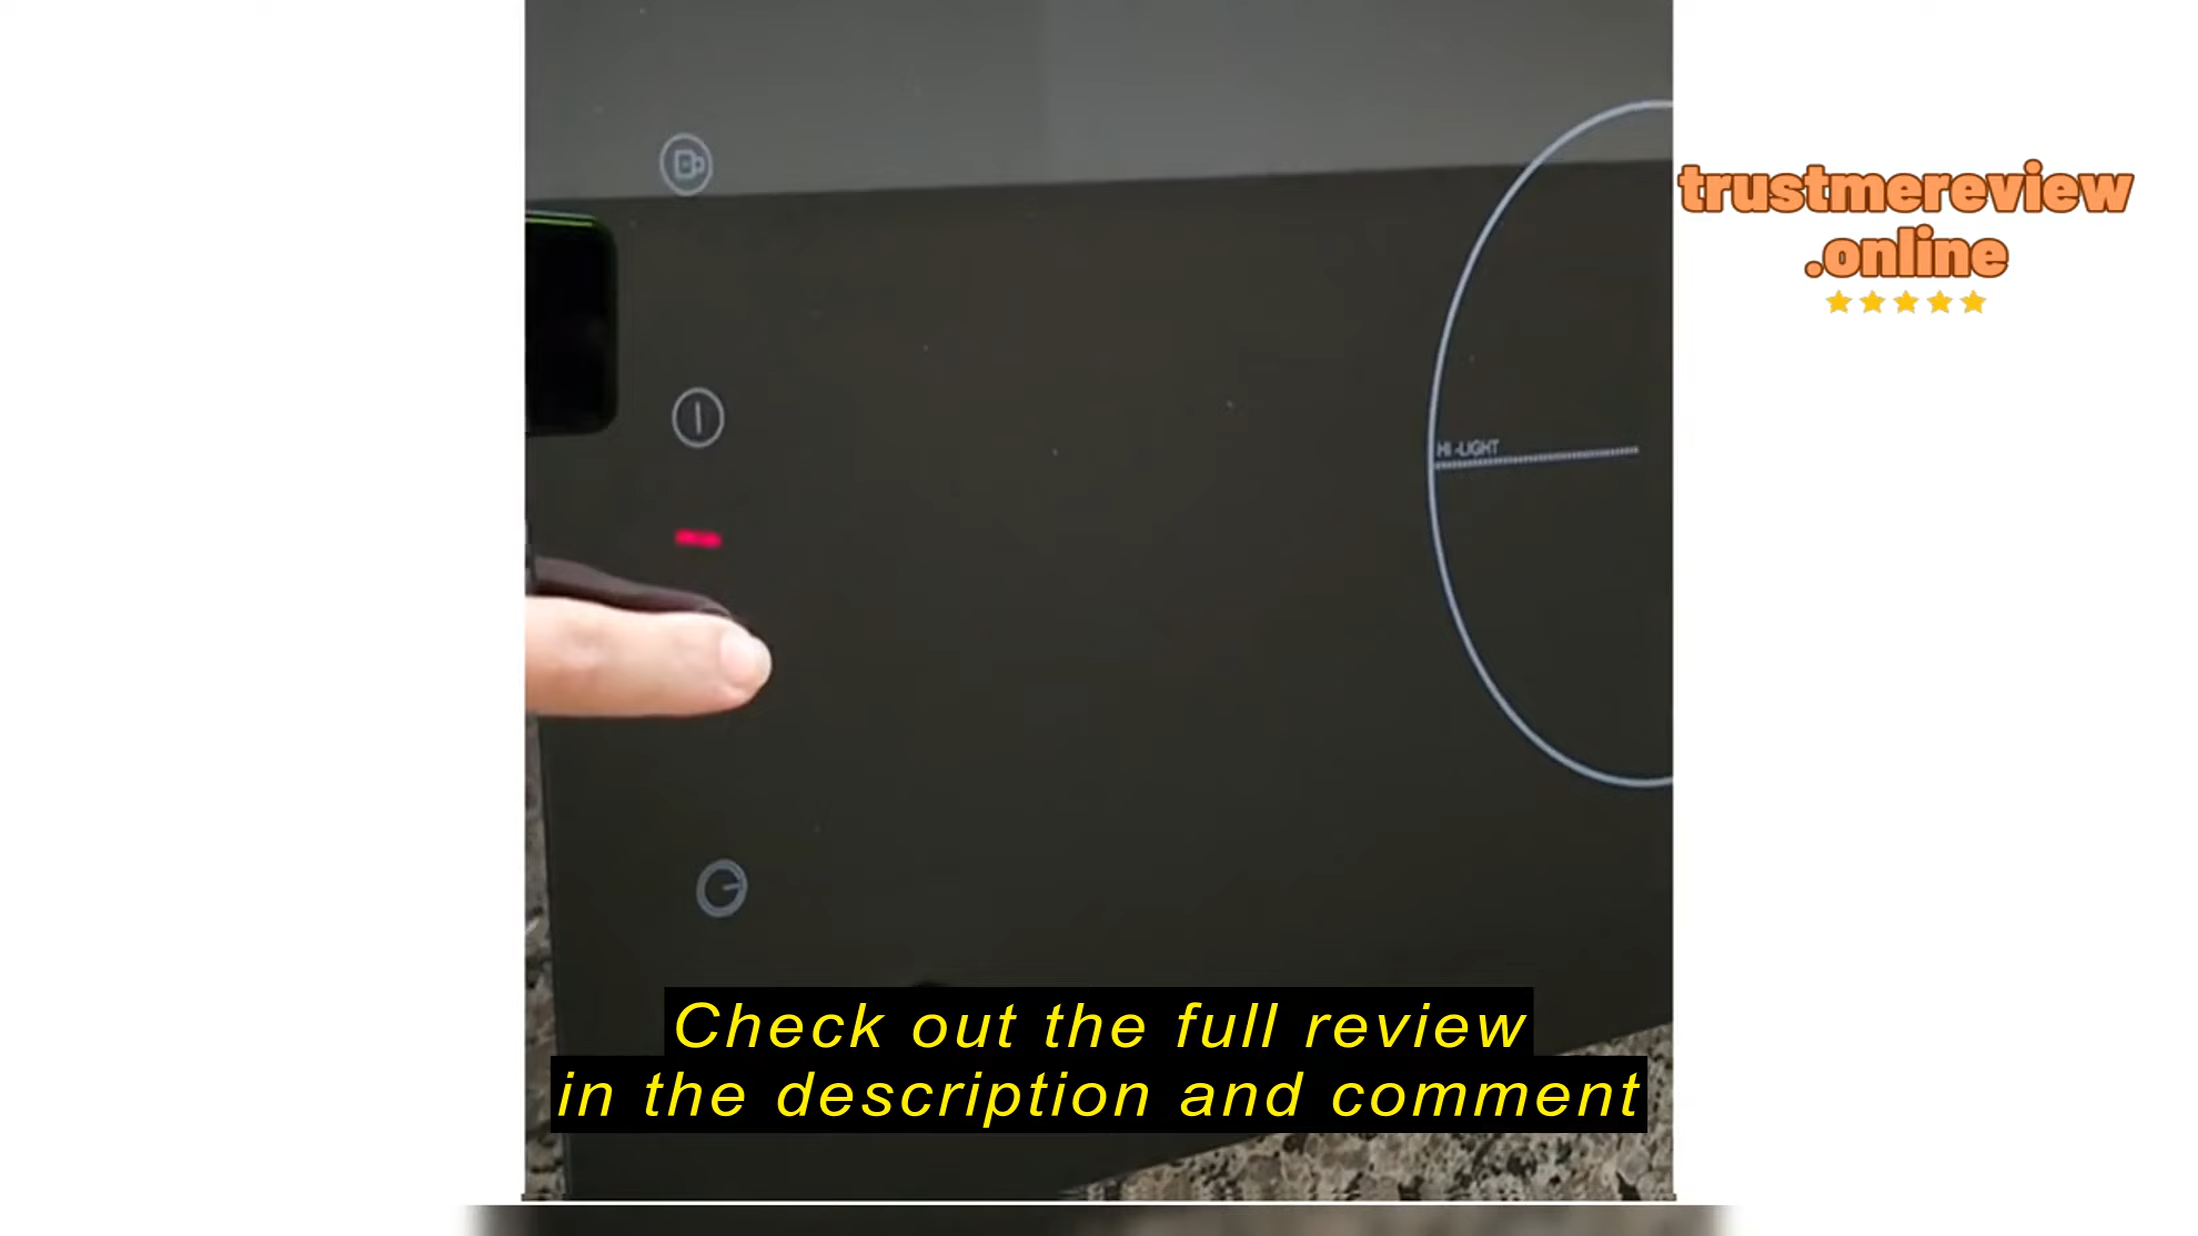 trustmereview
.online
HI-LIGHT
Check out the full review
in the description and comment